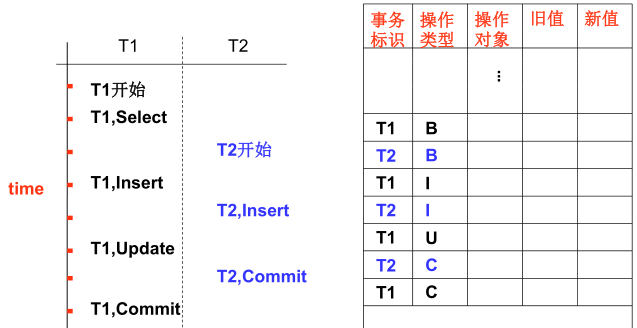 T1 T2
T1开始
T1,Select
T2开始
T1,Insert
time
T2,Insert
T1,Update
T2,Commit
T1,Commit
事务标识 操作类型 操作对象 旧值 新值
⋮
T1 B
T2 B
T1 I
T2 I
T1 U
T2 C
T1 C